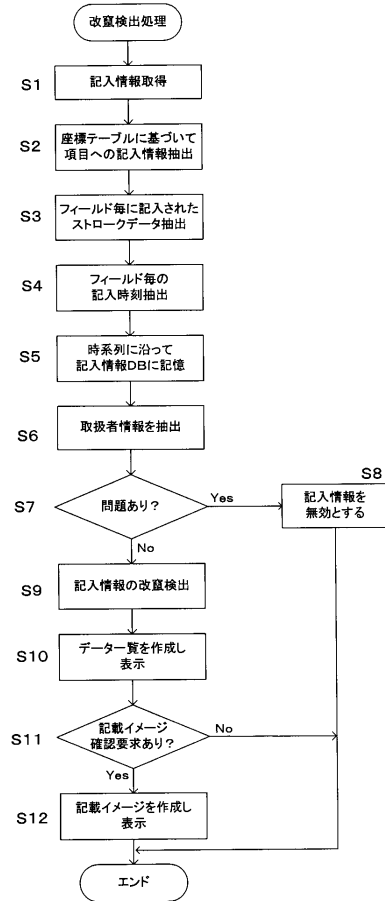 改竄検出処理
S1
記入情報取得
S2
座標テーブルに基づいて
項目への記入情報抽出
S3
フィールド毎に記入された
ストロークデータ抽出
S4
フィールド毎の
記入時刻抽出
S5
時系列に沿って
記入情報DBに記憶
S6
取扱者情報を抽出
S7
問題あり?
Yes
S8
記入情報を
無効とする
No
S9
記入情報の改竄検出
S10
データ一覧を作成し
表示
S11
記載イメージ
確認要求あり?
No
Yes
S12
記載イメージを作成し
表示
エンド